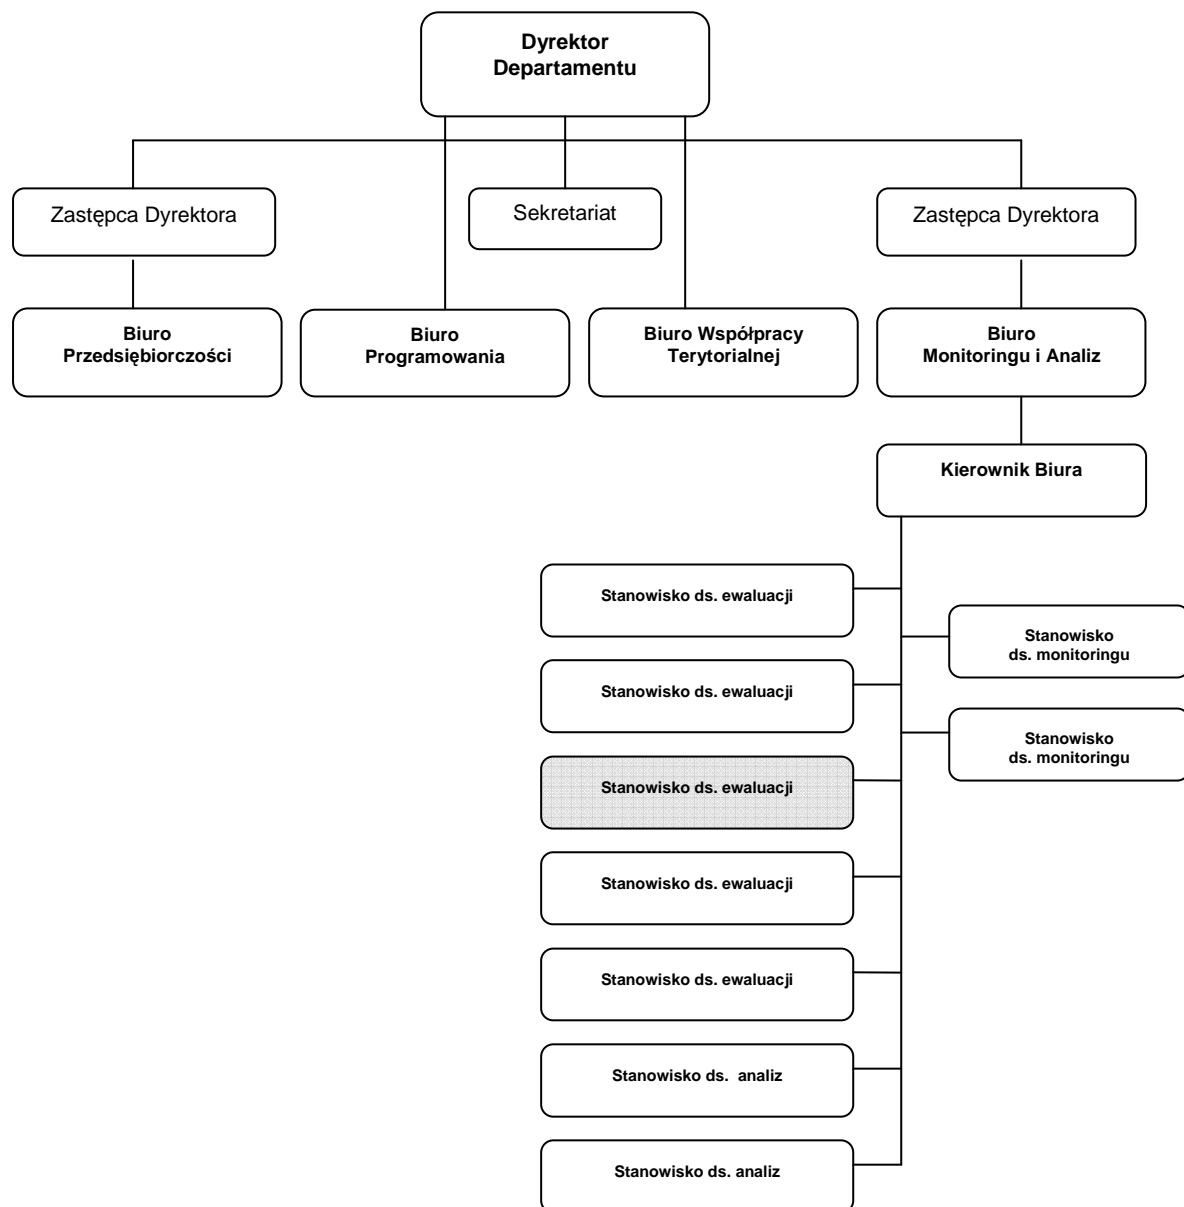 Dyrektor
Departamentu
Zastępca Dyrektora
Sekretariat
Zastępca Dyrektora
Biuro
Przedsiębiorczości
Biuro
Programowania
Biuro Współpracy
Terytorialnej
Biuro
Monitoringu i Analiz
Kierownik Biura
Stanowisko ds. ewaluacji
Stanowisko
ds. monitoringu
Stanowisko ds. ewaluacji
Stanowisko
ds. monitoringu
Stanowisko ds. ewaluacji
Stanowisko ds. ewaluacji
Stanowisko ds. ewaluacji
Stanowisko ds. analiz
Stanowisko ds. analiz